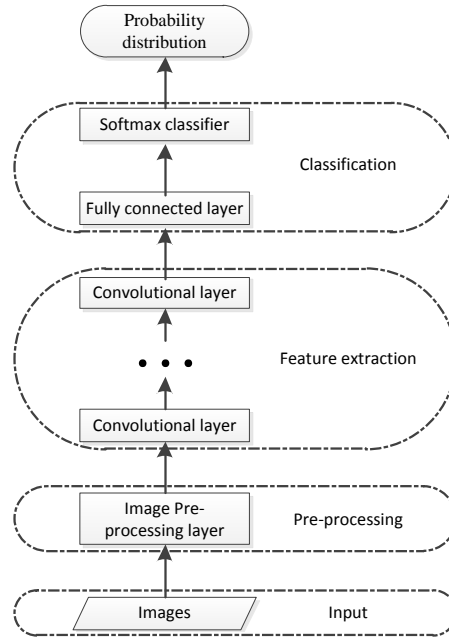 Probability
distribution
Softmax classifier
Classification
Fully connected layer
Convolutional layer
Feature extraction
Convolutional layer
Image Pre-
processing layer
Pre-processing
Images
Input